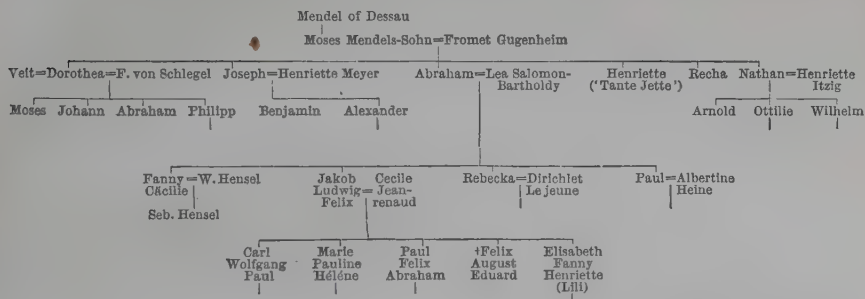 Mendel of Dessau
Moses Mendels-Sohn=Fromet Gugenheim
Veit=Dorothea=F. von Schlegel Joseph=Henriette Meyer Abraham=Lea Salomon- Henriette Recha Nathan=Henriette
Bartholdy ('Tante Jette') Itzig
Moses Johann Abraham Philipp Benjamin Alexander Arnold Ottilie Wilhelm
Fanny=W. Hensel Jakob Cecile Rebecka=Dirichlet Paul=Albertine
Cäcilie Ludwig=Jean- Lejeune Heine
Felix renaud
Seb. Hensel
Carl Marie Paul †Felix Elisabeth
Wolfgang Pauline Felix August Fanny
Paul Héléne Abraham Eduard Henriette
(Lili)